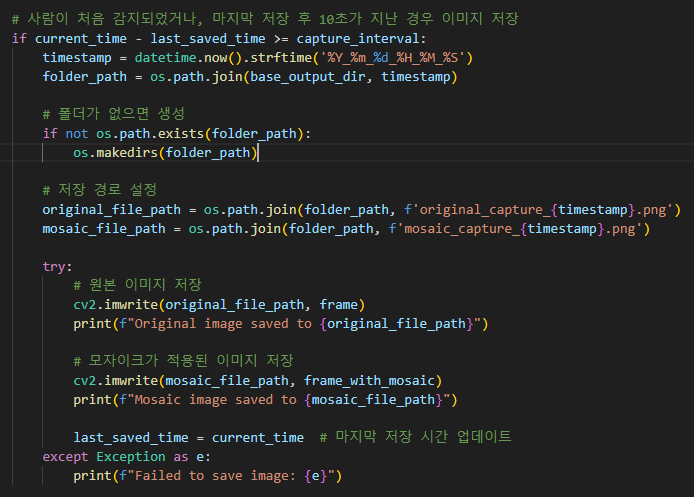 # 사람이 처음 감지되었거나, 마지막 저장 후 10초가 지난 경우 이미지 저장
if current_time - last_saved_time >= capture_interval:
    timestamp = datetime.now().strftime('%Y_%m_%d_%H_%M_%S')
    folder_path = os.path.join(base_output_dir, timestamp)

    # 폴더가 없으면 생성
    if not os.path.exists(folder_path):
        os.makedirs(folder_path)

    # 저장 경로 설정
    original_file_path = os.path.join(folder_path, f'original_capture_{timestamp}.png')
    mosaic_file_path = os.path.join(folder_path, f'mosaic_capture_{timestamp}.png')

    try:
        # 원본 이미지 저장
        cv2.imwrite(original_file_path, frame)
        print(f"Original image saved to {original_file_path}")

        # 모자이크가 적용된 이미지 저장
        cv2.imwrite(mosaic_file_path, frame_with_mosaic)
        print(f"Mosaic image saved to {mosaic_file_path}")

        last_saved_time = current_time  # 마지막 저장 시간 업데이트
    except Exception as e:
        print(f"Failed to save image: {e}")